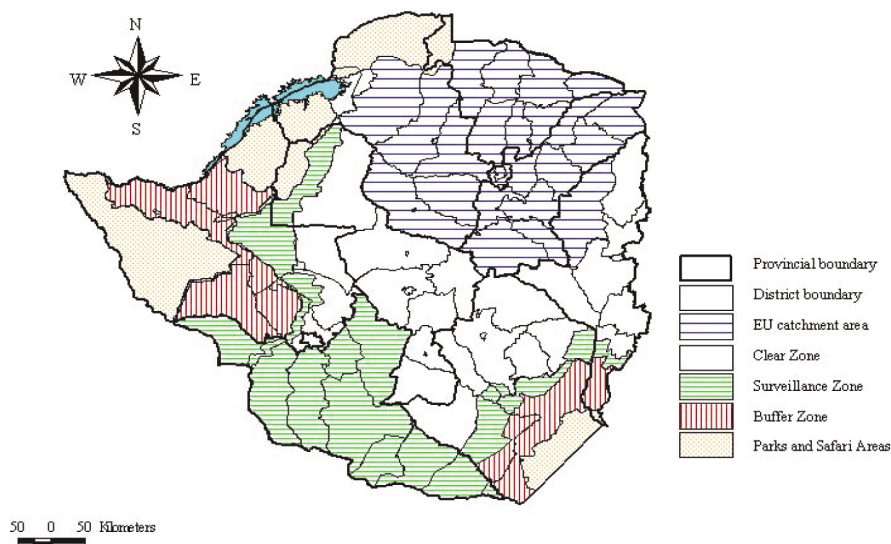 N
W E
S
Provincial boundary
District boundary
EU catchment area
Clear Zone
Surveillance Zone
Buffer Zone
Parks and Safari Areas
50 0 50 Kilometers